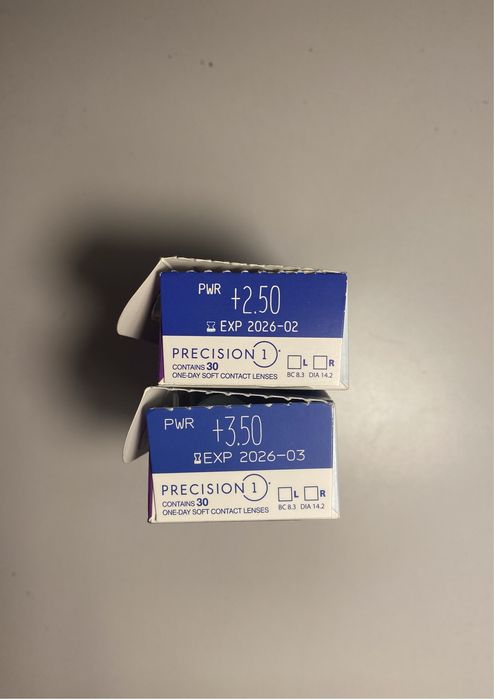 PWR +2.50
EXP 2026-02
PRECISION 1
L R
CONTAINS 30
BC 8.3 DIA 14.2
ONE-DAY SOFT CONTACT LENSES
PWR +3.50
EXP 2026-03
PRECISION 1
L R
CONTAINS 30
BC 8.3 DIA 14.2
ONE-DAY SOFT CONTACT LENSES